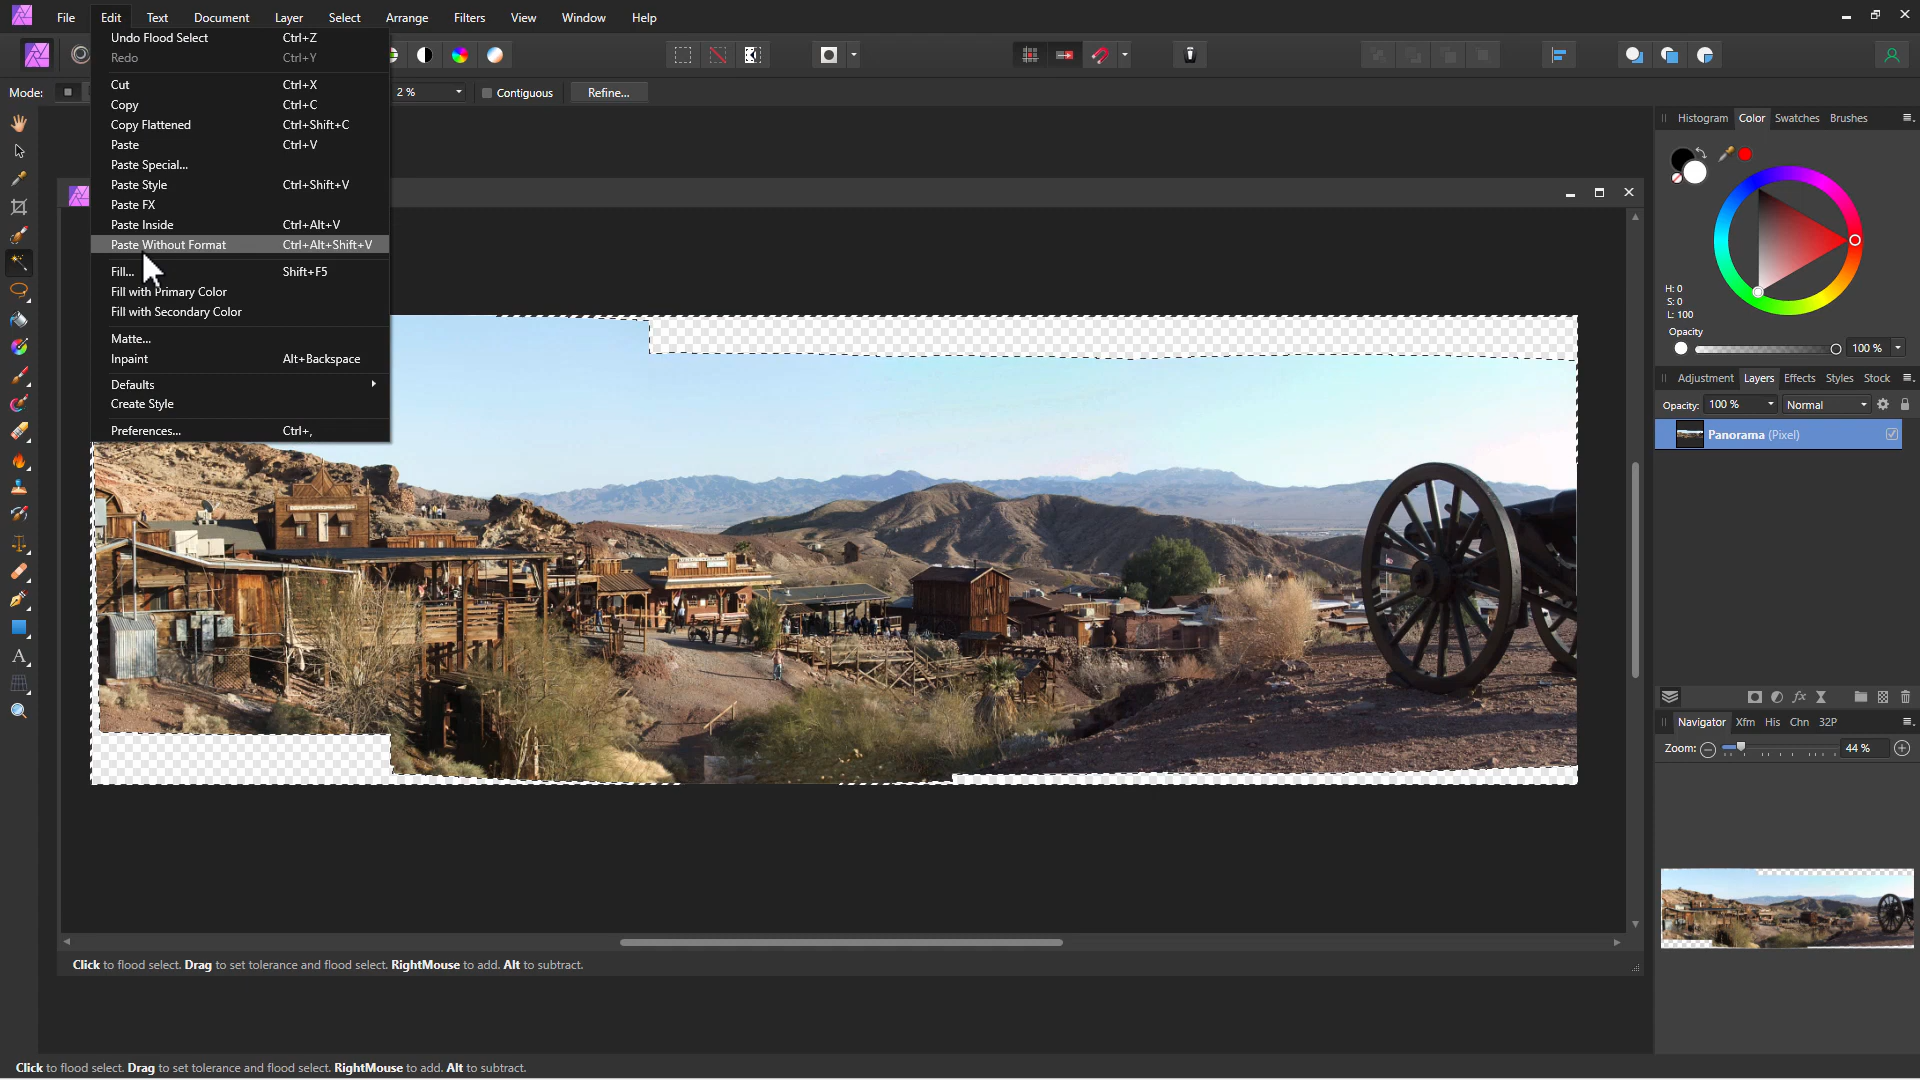 File Edit Text Document Layer Select Arrange Filters View Window Help
Undo Flood Select Ctrl+Z
Redo Ctrl+Y
Cut Ctrl+X
Copy Ctrl+C
Copy Flattened Ctrl+Shift+C
Paste Ctrl+V
Paste Special...
Paste Style Ctrl+Shift+V
Paste FX
Paste Inside Ctrl+Alt+V
Paste Without Format Ctrl+Alt+Shift+V
Fill... Shift+F5
Fill with Primary Color
Fill with Secondary Color
Matte...
Inpaint Alt+Backspace
Defaults
Create Style
Preferences... Ctrl+,
Mode: 2 % Contiguous Refine...
Histogram Color Swatches Brushes
H: 0
S: 0
L: 100
Opacity
100 %
Adjustment Layers Effects Styles Stock
Opacity: 100 % Normal
Panorama (Pixel)
Navigator Xfm His Chn 32P
Zoom: 44 %
Click to flood select. Drag to set tolerance and flood select. RightMouse to add. Alt to subtract.
Click to flood select. Drag to set tolerance and flood select. RightMouse to add. Alt to subtract.